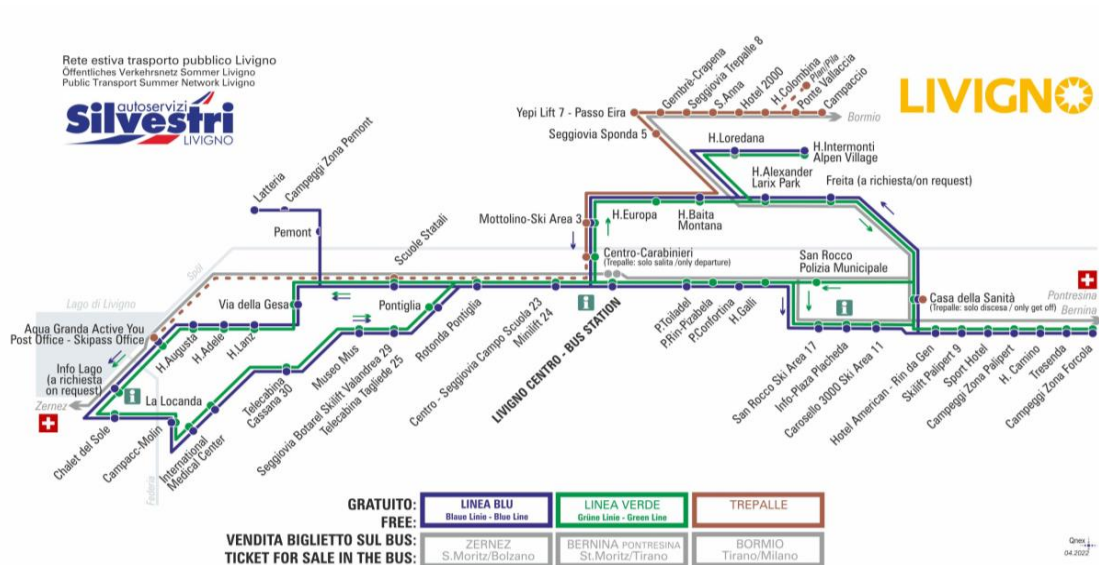 Rete estiva trasporto pubblico Livigno
Öffentliches Verkehrsnetz Sommer Livigno
Public Transport Summer Network Livigno
autoservizi
Silvestri
LIVIGNO
LIVIGNO
Yepi Lift 7 - Passo Eira
Gembrè-Crapena
Seggiovia Trepalle 8
S.Anna
Hotel 2000
H.Colombina
Plan/Pila
Ponte Vallaccia
Campaccio
Bormio
Seggiovia Sponda 5
H.Loredana
H.Intermonti
Alpen Village
H.Alexander
Larix Park
Freita (a richiesta/on request)
Latteria
Campeggi Zona Pemont
Pemont
Mottolino-Ski Area 3
H.Europa
H.Baita
Montana
Scuole Statali
Centro-Carabinieri
(Trepalle: solo salita /only departure)
San Rocco
Polizia Municipale
Spöl
Lago di Livigno
Via della Gesa
Pontiglia
Casa della Sanità
(Trepalle: solo discesa / only get off)
Pontresina
Bernina
Aqua Granda Active You
Post Office - Skipass Office
H.Augusta
H.Adele
H.Lanz
Info Lago
(a richiesta
on request)
Zernez
Chalet del Sole
La Locanda
Campacc-Molin
Federia
International
Medical Center
Telecabina
Cassana 30
Museo Mus
Seggiovia Botarel Skilift Valandrea 29
Telecabina Tagliede 25
Rotonda Pontiglia
Centro - Seggiovia Campo Scuola 23
Minilift 24
LIVIGNO CENTRO - BUS STATION
P.Toiladel
P.Rin-Pizabela
P.Comfortina
H.Galli
San Rocco Ski Area 17
Info-Plaza Placheda
Carosello 3000 Ski Area 11
Hotel American - Rin da Gen
Skilift Palipert 9
Sport Hotel
Campeggi Zona Palipert
H. Camino
Tresenda
Campeggi Zona Forcola
GRATUITO:
FREE:
LINEA BLU
Blaue Linie - Blue Line
LINEA VERDE
Grüne Linie - Green Line
TREPALLE
VENDITA BIGLIETTO SUL BUS:
TICKET FOR SALE IN THE BUS:
ZERNEZ
S.Moritz/Bolzano
BERNINA PONTRESINA
St.Moritz/Tirano
BORMIO
Tirano/Milano
Qnex
04.2022